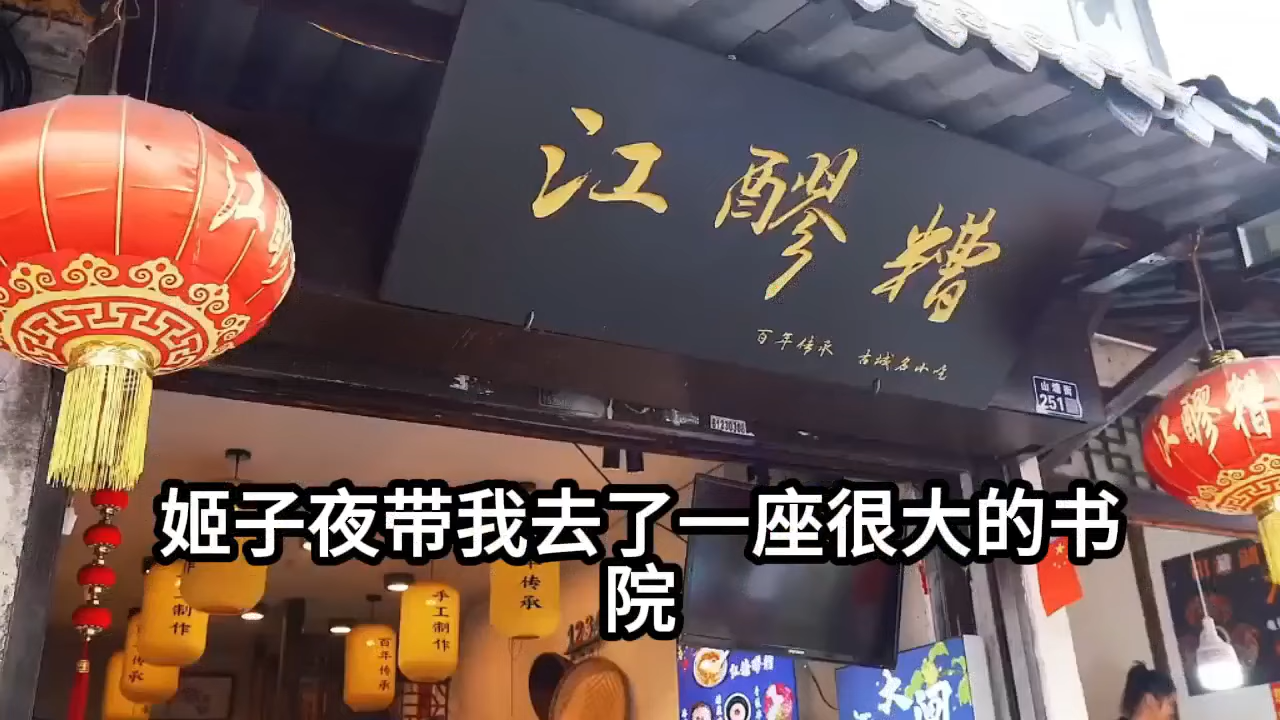 江醪糟
百年传承 古城名小吃
山塘街
251
江醪糟
姬子夜带我去了一座很大的书
院
制作
传承
手工制作
百年传承